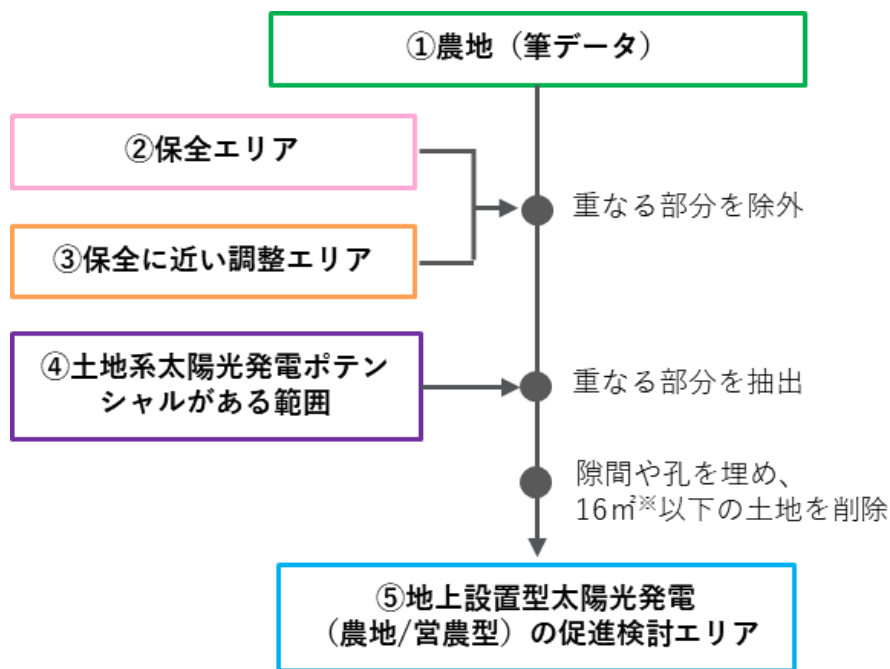 ①農地（筆データ）
②保全エリア
重なる部分を除外
③保全に近い調整エリア
④土地系太陽光発電ポテン
シャルがある範囲
重なる部分を抽出
隙間や孔を埋め、
16㎡※以下の土地を削除
⑤地上設置型太陽光発電
（農地/営農型）の促進検討エリア